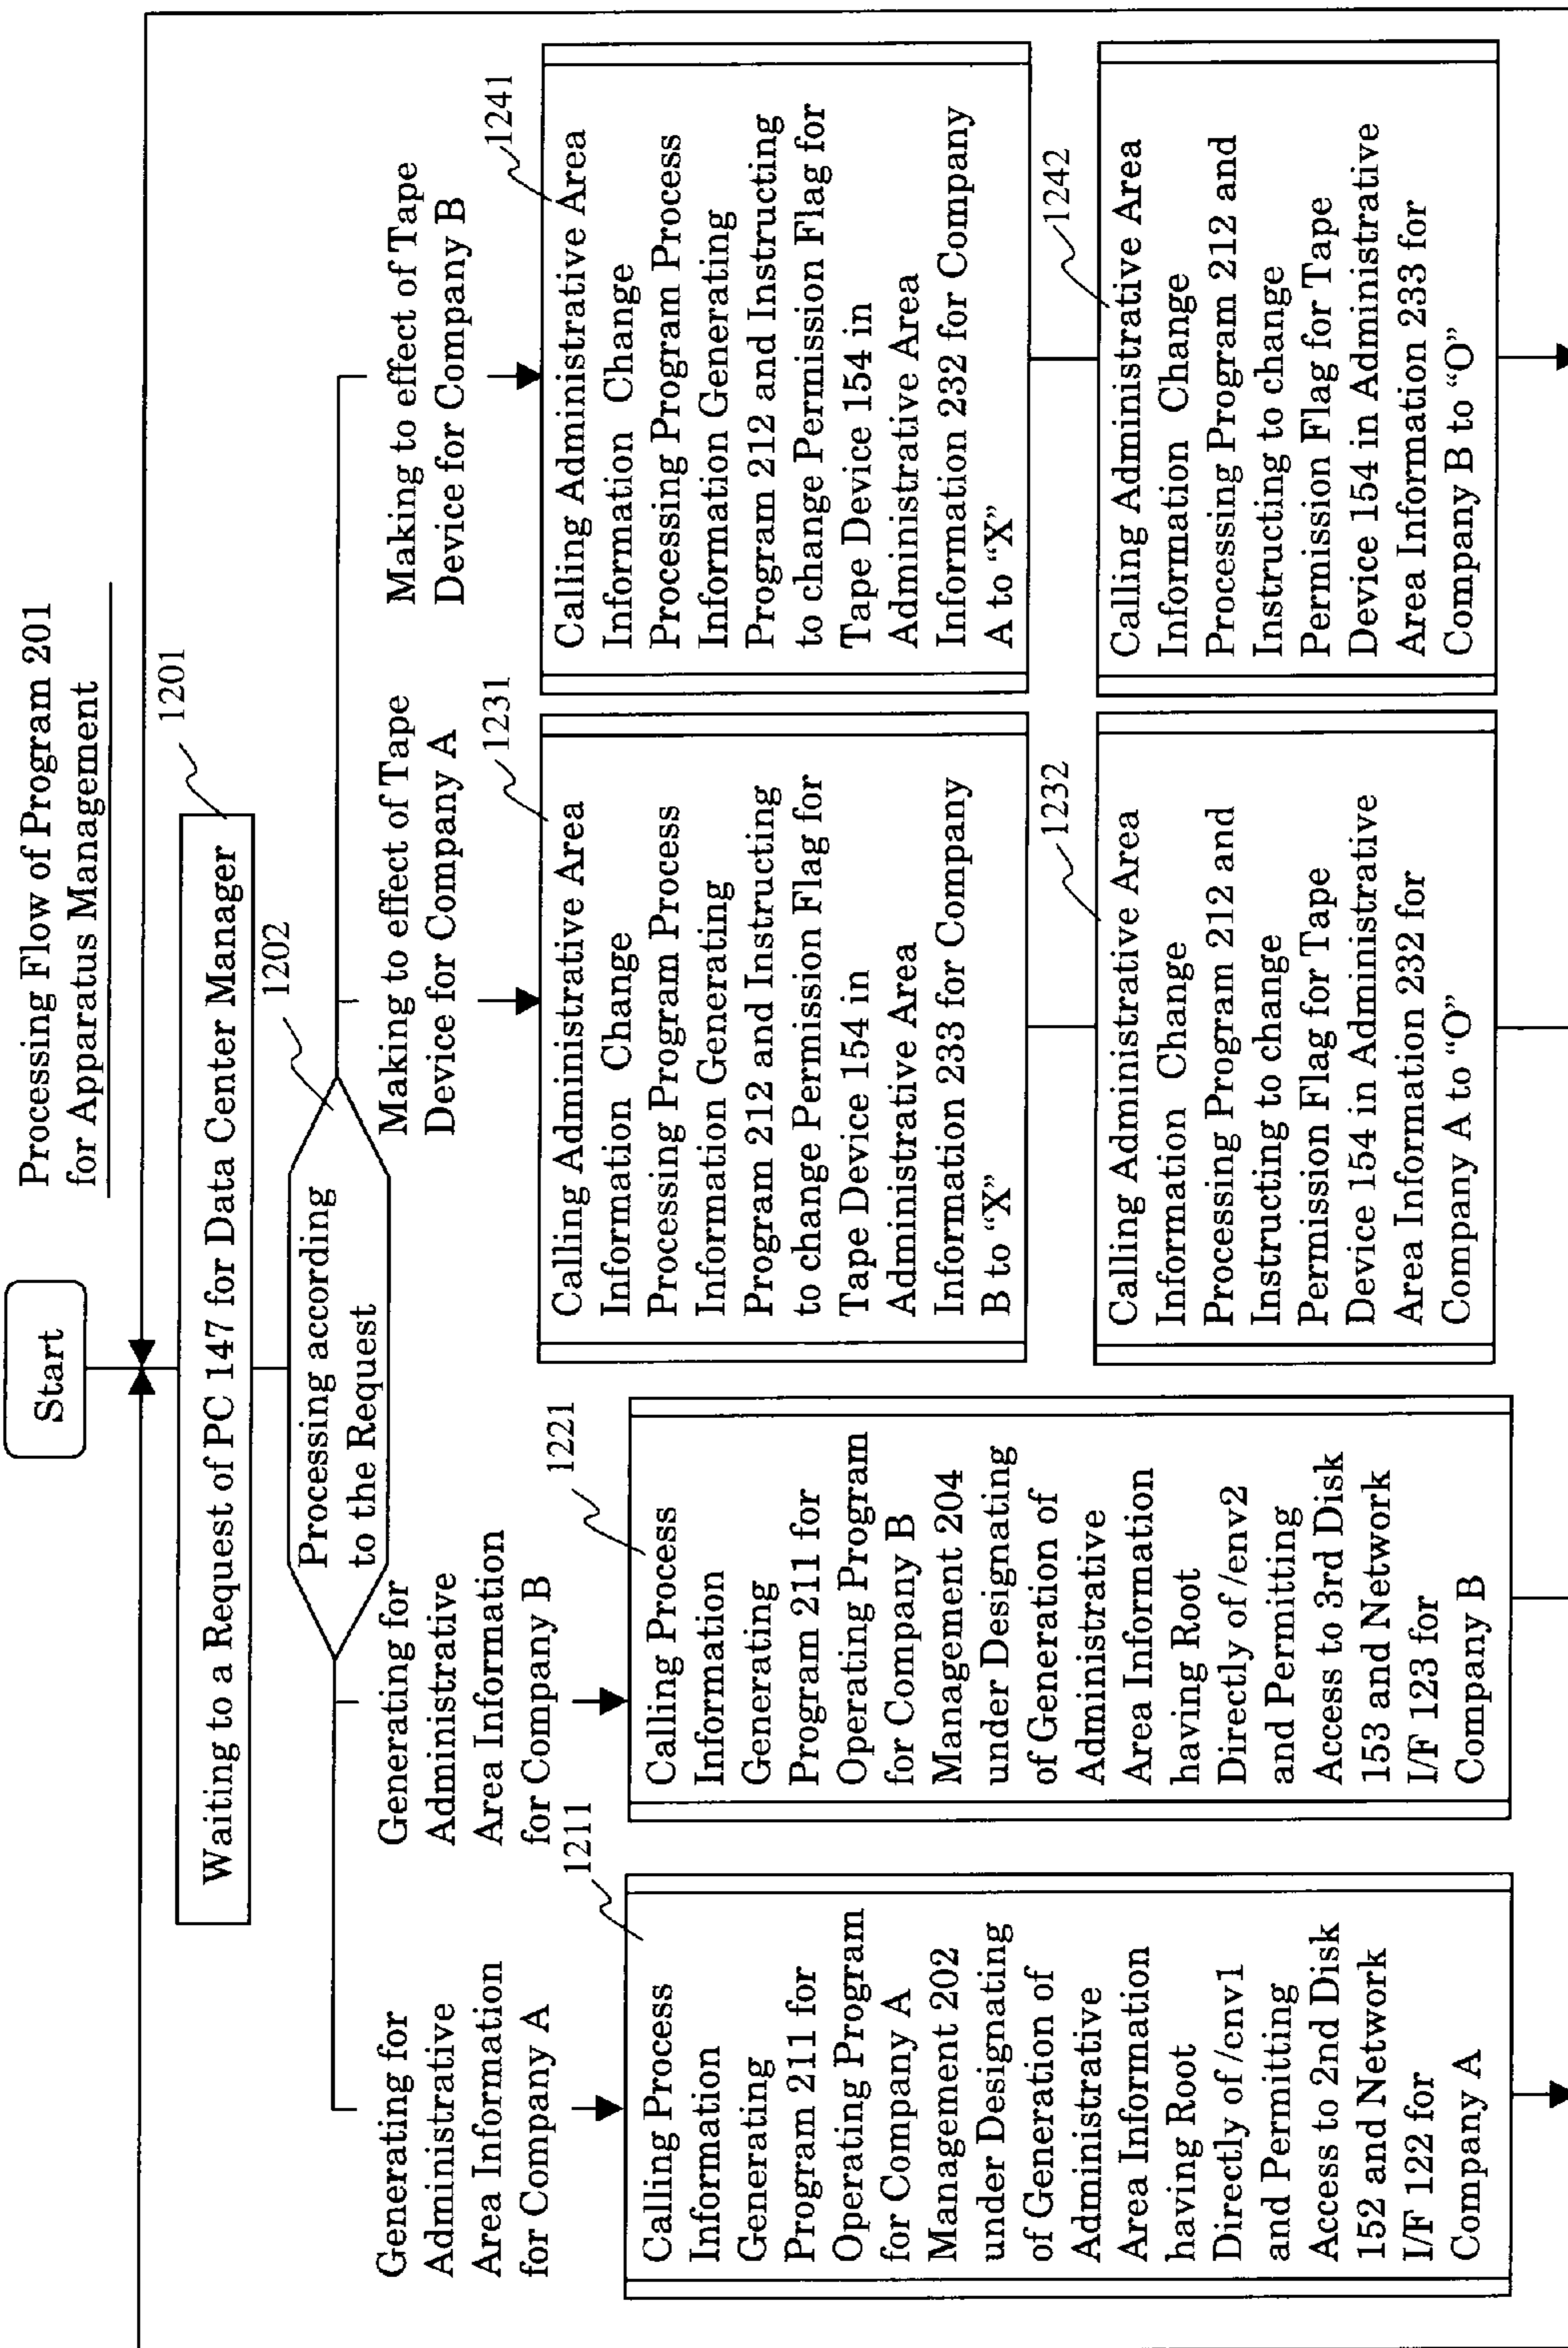 Processing Flow of Program 201
for Apparatus Management
Start
1201
Waiting to a Request of PC 147 for Data Center Manager
1202
Processing according
to the Request
Generating for
Administrative
Area Information
for Company A
1211
Calling Process
Information
Generating
Program 211 for
Operating Program
for Company A
Management 202
under Designating
of Generation of
Administrative
Area Information
having Root
Directly of /cnv1
and Permitting
Access to 2nd Disk
152 and Network
I/F 122 for
Company A
Generating for
Administrative
Area Information
for Company B
1221
Calling Process
Information
Generating
Program 211 for
Operating Program
for Company B
Management 204
under Designating
of Generation of
Administrative
Area Information
having Root
Directly of /env2
and Permitting
Access to 3rd Disk
153 and Network
I/F 123 for
Company B
Making to effect of Tape
Device for Company A
1231
Calling Administrative Area
Information Change
Processing Program Process
Information Generating
Program 212 and Instructing
to change Permission Flag for
Tape Device 154 in
Administrative Area
Information 233 for Company
B to “X”
1232
Calling Administrative Area
Information Change
Processing Program 212 and
Instructing to change
Permission Flag for Tape
Device 154 in Administrative
Area Information 232 for
Company A to “O”
Making to effect of Tape
Device for Company B
1241
Calling Administrative Area
Information Change
Processing Program Process
Information Generating
Program 212 and Instructing
to change Permission Flag for
Tape Device 154 in
Administrative Area
Information 232 for Company
A to “X”
1242
Calling Administrative Area
Information Change
Processing Program 212 and
Instructing to change
Permission Flag for Tape
Device 154 in Administrative
Area Information 233 for
Company B to “O”